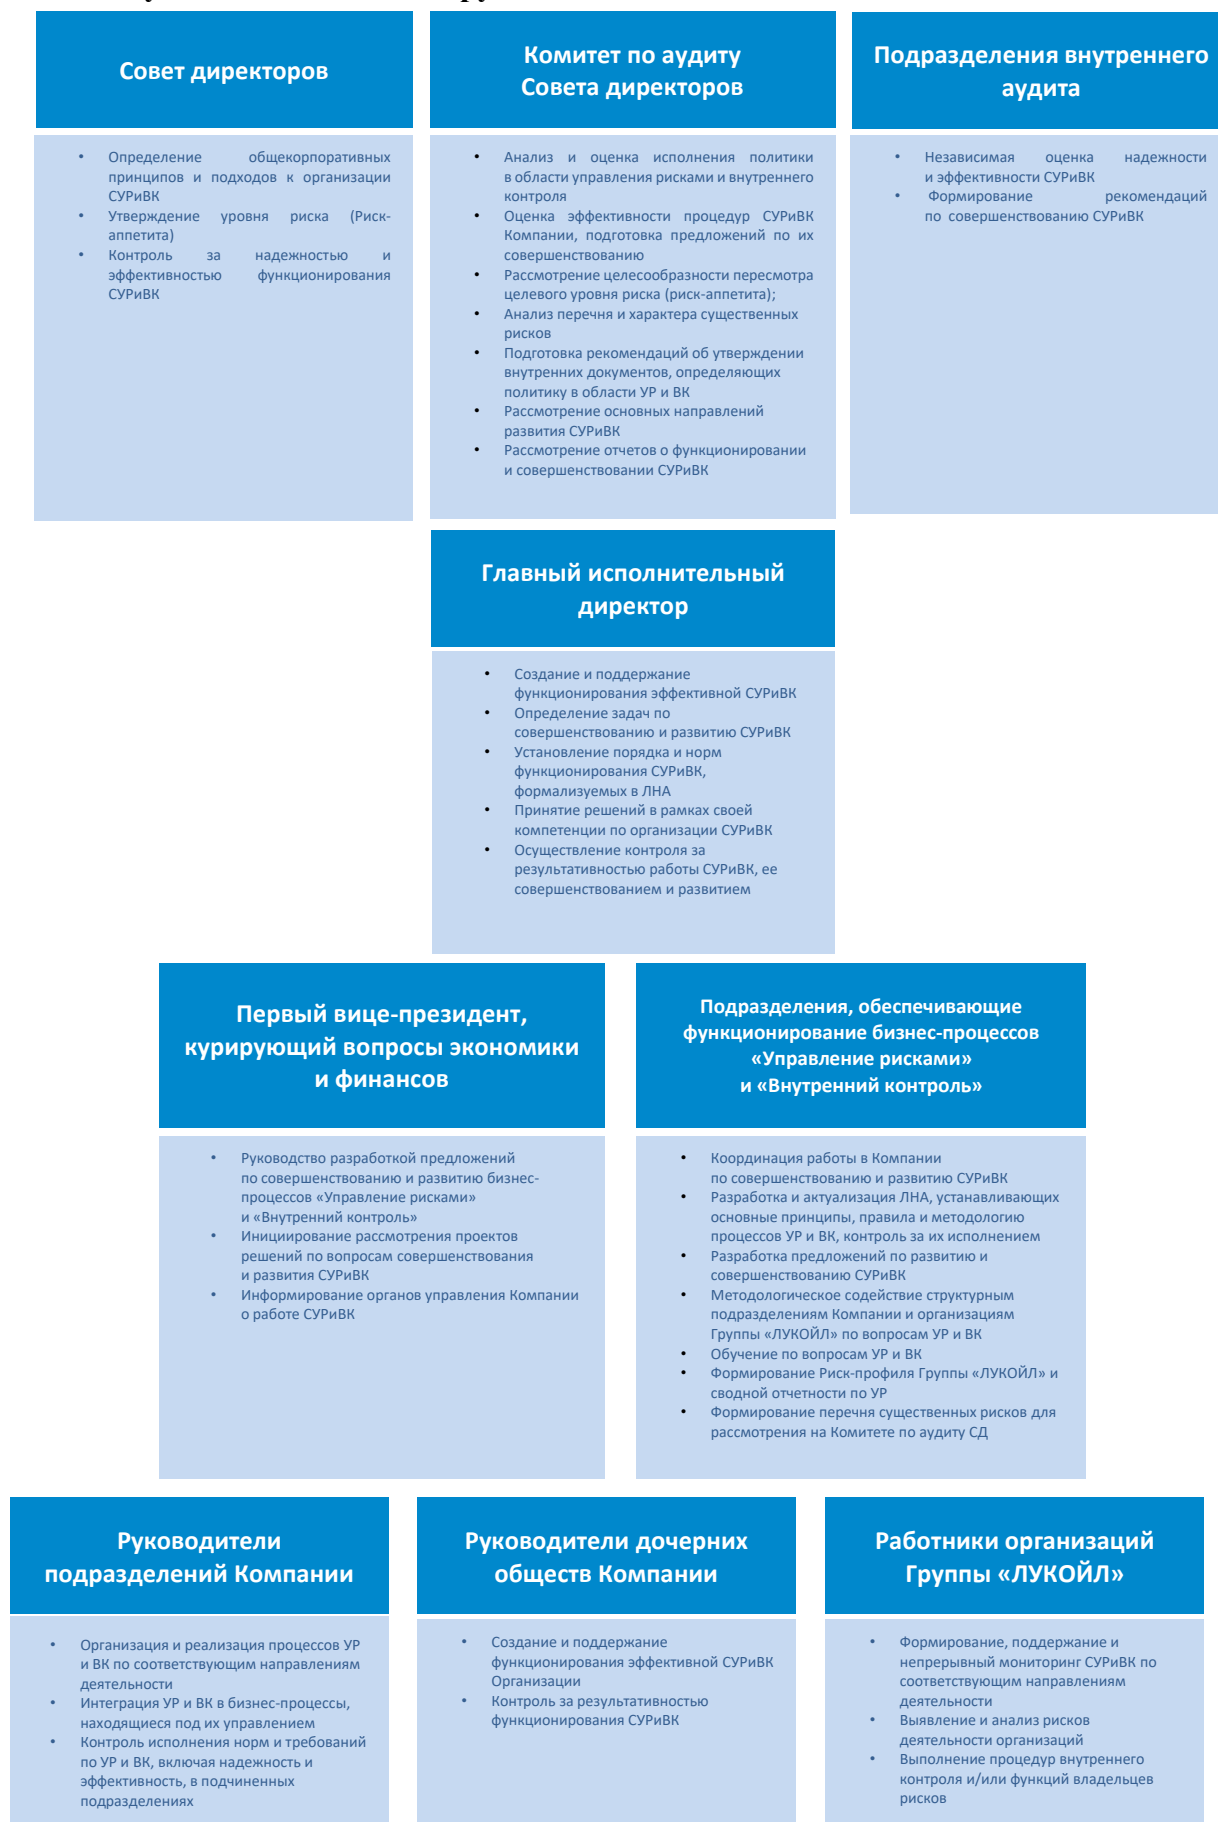 Совет директоров
• Определение общекорпоративных
принципов и подходов к организации
СУРиВК
• Утверждение уровня риска (Риск-
аппетита)
• Контроль за надежностью и
эффективностью функционирования
СУРиВК
Комитет по аудиту
Совета директоров
• Анализ и оценка исполнения политики
в области управления рисками и внутреннего
контроля
• Оценка эффективности процедур СУРиВК
Компании, подготовка предложений по их
совершенствованию
• Рассмотрение целесообразности пересмотра
целевого уровня риска (риск-аппетита);
• Анализ перечня и характера существенных
рисков
• Подготовка рекомендаций об утверждении
внутренних документов, определяющих
политику в области УР и ВК
• Рассмотрение основных направлений
развития СУРиВК
• Рассмотрение отчетов о функционировании
и совершенствовании СУРиВК
Подразделения внутреннего
аудита
• Независимая оценка надежности
и эффективности СУРиВК
• Формирование рекомендаций
по совершенствованию СУРиВК
Главный исполнительный
директор
• Создание и поддержание
функционирования эффективной СУРиВК
• Определение задач по
совершенствованию и развитию СУРиВК
• Установление порядка и норм
функционирования СУРиВК,
формализуемых в ЛНА
• Принятие решений в рамках своей
компетенции по организации СУРиВК
• Осуществление контроля за
результативностью работы СУРиВК, ее
совершенствованием и развитием
Первый вице-президент,
курирующий вопросы экономики
и финансов
• Руководство разработкой предложений
по совершенствованию и развитию бизнес-
процессов «Управление рисками»
и «Внутренний контроль»
• Инициирование рассмотрения проектов
решений по вопросам совершенствования
и развития СУРиВК
• Информирование органов управления Компании
о работе СУРиВК
Подразделения, обеспечивающие
функционирование бизнес-процессов
«Управление рисками»
и «Внутренний контроль»
• Координация работы в Компании
по совершенствованию и развитию СУРиВК
• Разработка и актуализация ЛНА, устанавливающих
основные принципы, правила и методологию
процессов УР и ВК, контроль за их исполнением
• Разработка предложений по развитию и
совершенствованию СУРиВК
• Методологическое содействие структурным
подразделениям Компании и организациям
Группы «ЛУКОЙЛ» по вопросам УР и ВК
• Обучение по вопросам УР и ВК
• Формирование Риск-профиля Группы «ЛУКОЙЛ» и
сводной отчетности по УР
• Формирование перечня существенных рисков для
рассмотрения на Комитете по аудиту СД
Руководители
подразделений Компании
• Организация и реализация процессов УР
и ВК по соответствующим направлениям
деятельности
• Интеграция УР и ВК в бизнес-процессы,
находящиеся под их управлением
• Контроль исполнения норм и требований
по УР и ВК, включая надежность и
эффективность, в подчиненных
подразделениях
Руководители дочерних
обществ Компании
• Создание и поддержание
функционирования эффективной СУРиВК
Организации
• Контроль за результативностью
функционирования СУРиВК
Работники организаций
Группы «ЛУКОЙЛ»
• Формирование, поддержание и
непрерывный мониторинг СУРиВК по
соответствующим направлениям
деятельности
• Выявление и анализ рисков
деятельности организаций
• Выполнение процедур внутреннего
контроля и/или функций владельцев
рисков